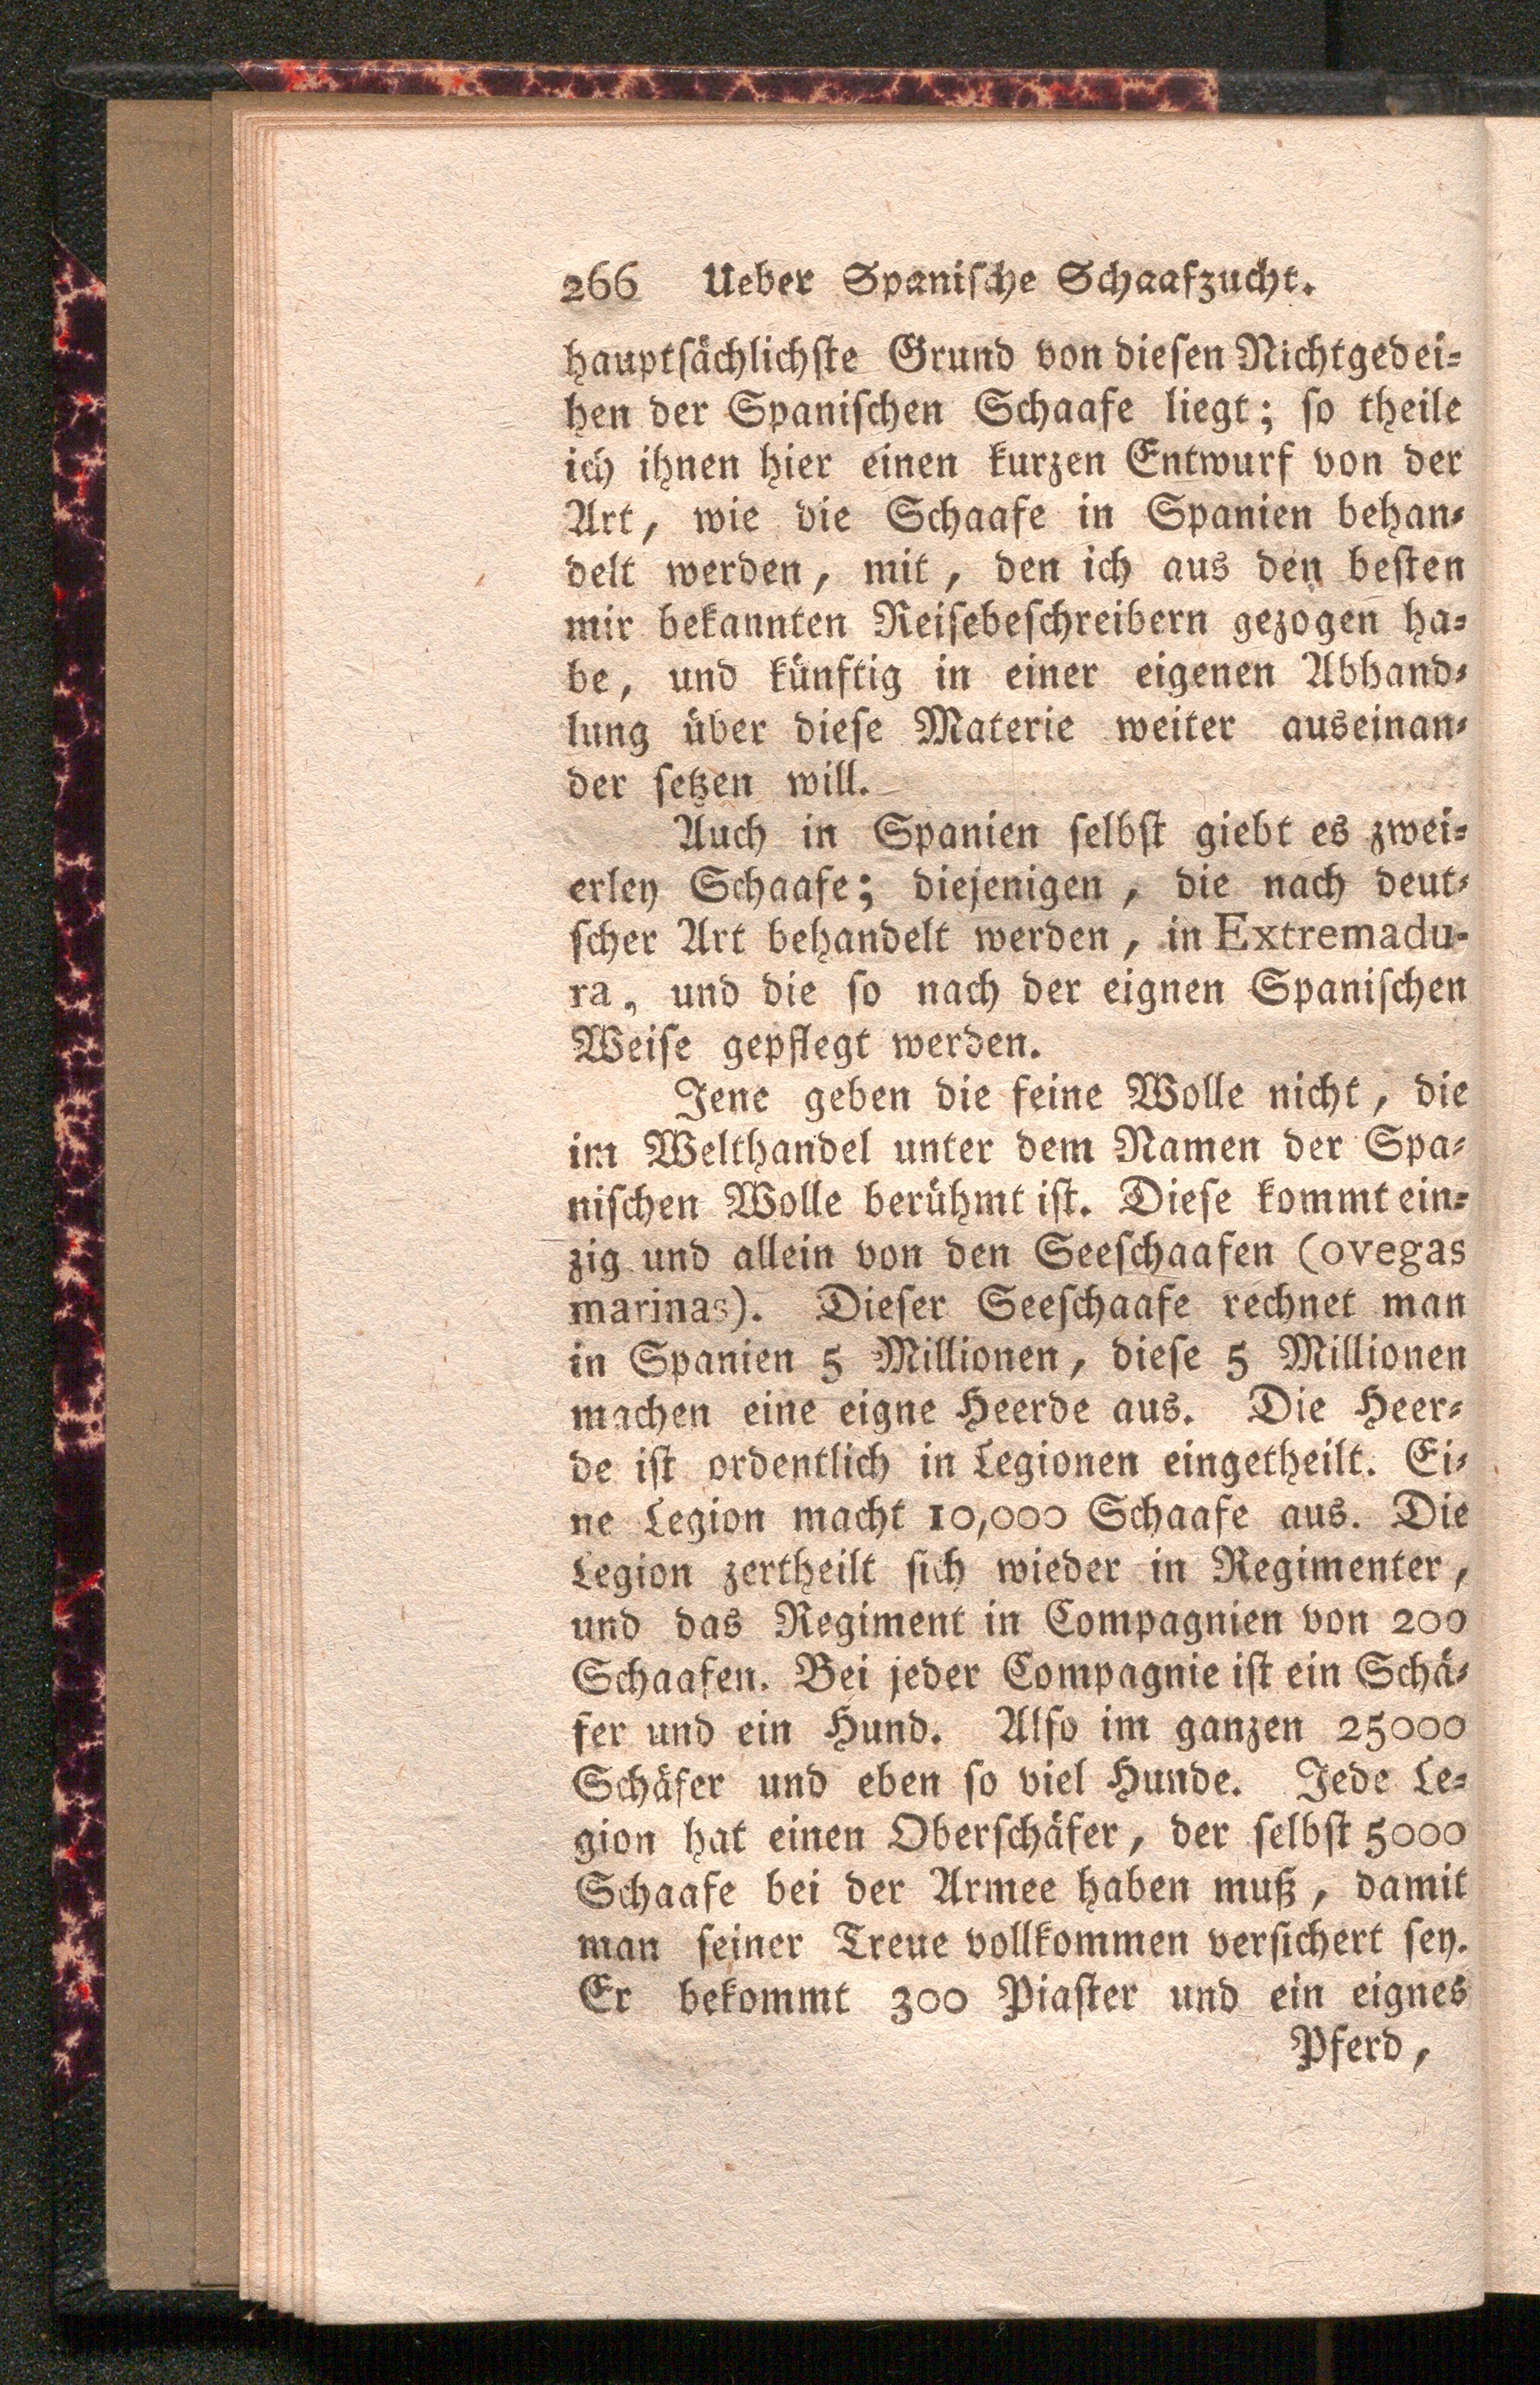 266 Ueber Spanische Schaafzucht.
hauptsächlichste Grund von diesen Nichtgedei-
hen der Spanischen Schaafe liegt; so theile
ich ihnen hier einen kurzen Entwurf von der
Art, wie die Schaafe in Spanien behan-
delt werden, mit, den ich aus den besten
mir bekannten Reisebeschreibern gezogen ha-
be, und künftig in einer eigenen Abhand-
lung über diese Materie weiter auseinan-
der setzen will.
Auch in Spanien selbst giebt es zwei-
erley Schaafe; diejenigen, die nach deut-
scher Art behandelt werden, in Extremadu-
ra, und die so nach der eignen Spanischen
Weise gepflegt werden.
Jene geben die feine Wolle nicht, die
im Welthandel unter dem Namen der Spa-
nischen Wolle berühmt ist. Diese kommt ein-
zig und allein von den Seeschaafen (ovegas
marinas). Dieser Seeschaafe rechnet man
in Spanien 5 Millionen, diese 5 Millionen
machen eine eigne Heerde aus. Die Heer-
de ist ordentlich in Legionen eingetheilt. Ei-
ne Legion macht 10,000 Schaafe aus. Die
Legion zertheilt sich wieder in Regimenter,
und das Regiment in Compagnien von 200
Schaafen. Bei jeder Compagnie ist ein Schä-
fer und ein Hund. Also im ganzen 25000
Schäfer und eben so viel Hunde. Jede Le-
gion hat einen Oberschäfer, der selbst 5000
Schaafe bei der Armee haben muß, damit
man seiner Treue vollkommen versichert sey.
Er bekommt 300 Piaster und ein eignes
Pferd,